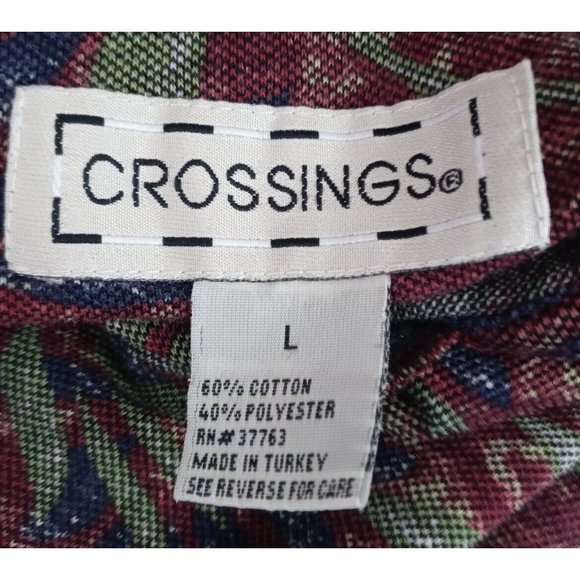 CROSSINGS®
L
60% COTTON
40% POLYESTER
RN# 37763
MADE IN TURKEY
SEE REVERSE FOR CARE